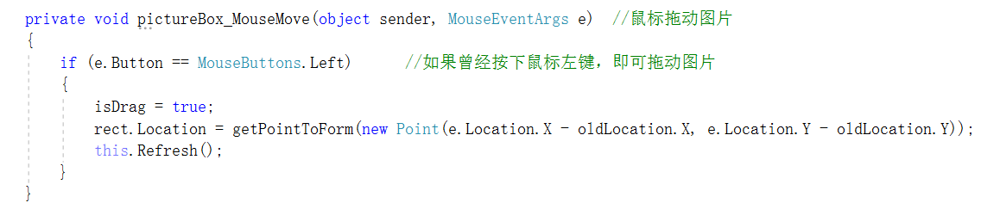 private void pictureBox_MouseMove(object sender, MouseEventArgs e)  //鼠标拖动图片
{
    if (e.Button == MouseButtons.Left)      //如果曾经按下鼠标左键，即可拖动图片
    {
        isDrag = true;
        rect.Location = getPointToForm(new Point(e.Location.X - oldLocation.X, e.Location.Y - oldLocation.Y));
        this.Refresh();
    }
}